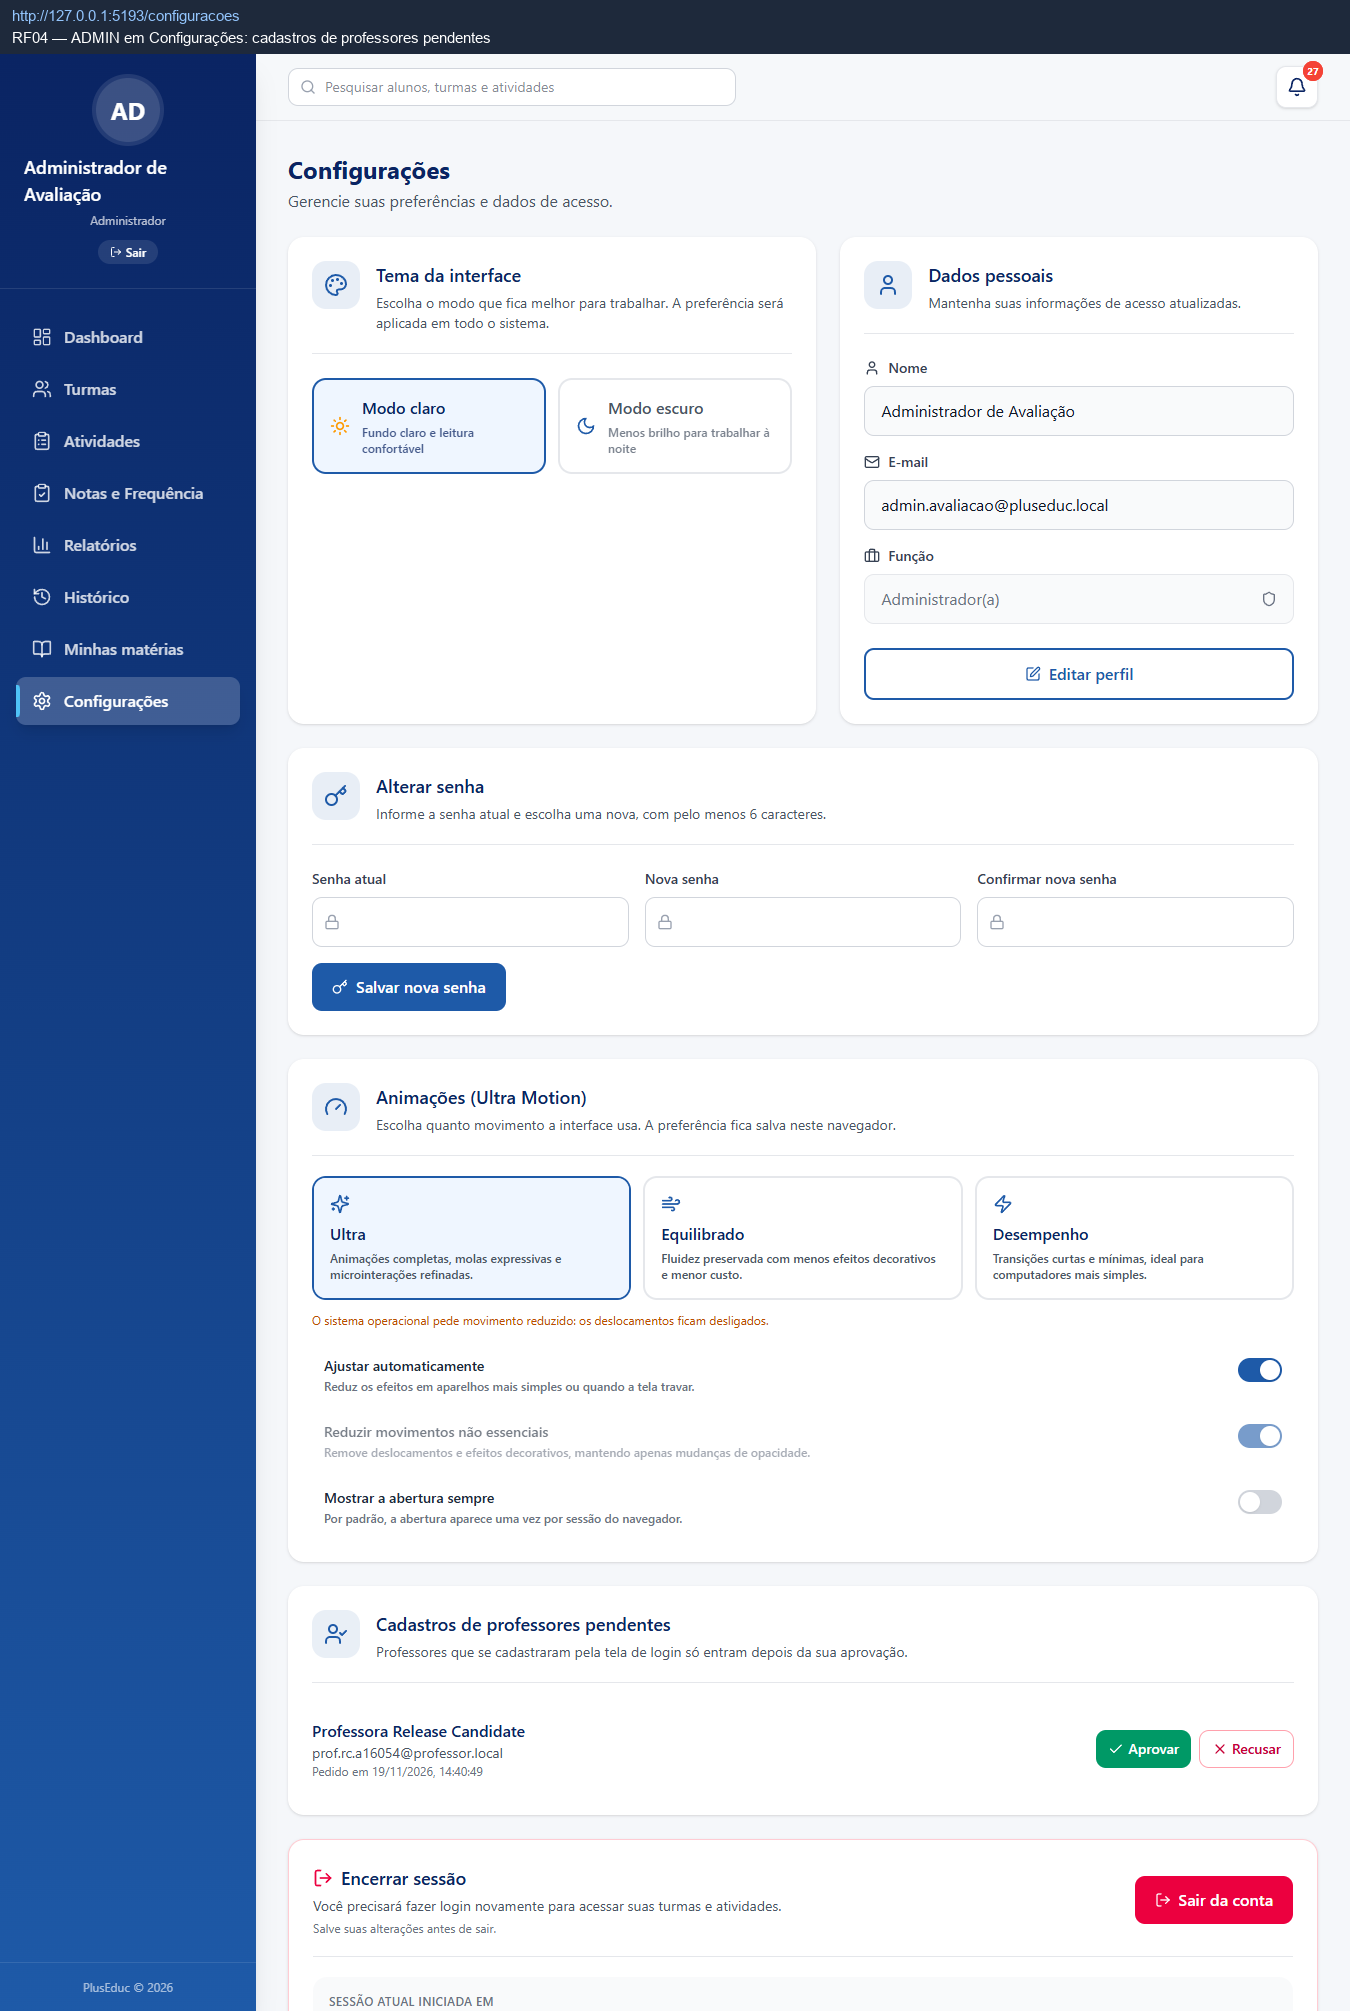 http://127.0.0.1:5193/configuracoes
RF04 — ADMIN em Configurações: cadastros de professores pendentes
AD
Administrador de
Avaliação
Administrador
Sair
Dashboard
Turmas
Atividades
Notas e Frequência
Relatórios
Histórico
Minhas matérias
Configurações
PlusEduc © 2026
Pesquisar alunos, turmas e atividades
27
Configurações
Gerencie suas preferências e dados de acesso.
Tema da interface
Escolha o modo que fica melhor para trabalhar. A preferência será
aplicada em todo o sistema.
Modo claro
Fundo claro e leitura
confortável
Modo escuro
Menos brilho para trabalhar à
noite
Dados pessoais
Mantenha suas informações de acesso atualizadas.
Nome
Administrador de Avaliação
E-mail
admin.avaliacao@pluseduc.local
Função
Administrador(a)
Editar perfil
Alterar senha
Informe a senha atual e escolha uma nova, com pelo menos 6 caracteres.
Senha atual
Nova senha
Confirmar nova senha
Salvar nova senha
Animações (Ultra Motion)
Escolha quanto movimento a interface usa. A preferência fica salva neste navegador.
Ultra
Animações completas, molas expressivas e
microinterações refinadas.
Equilibrado
Fluidez preservada com menos efeitos decorativos
e menor custo.
Desempenho
Transições curtas e mínimas, ideal para
computadores mais simples.
O sistema operacional pede movimento reduzido: os deslocamentos ficam desligados.
Ajustar automaticamente
Reduz os efeitos em aparelhos mais simples ou quando a tela travar.
Reduzir movimentos não essenciais
Remove deslocamentos e efeitos decorativos, mantendo apenas mudanças de opacidade.
Mostrar a abertura sempre
Por padrão, a abertura aparece uma vez por sessão do navegador.
Cadastros de professores pendentes
Professores que se cadastraram pela tela de login só entram depois da sua aprovação.
Professora Release Candidate
prof.rc.a16054@professor.local
Pedido em 19/11/2026, 14:40:49
Aprovar
Recusar
Encerrar sessão
Você precisará fazer login novamente para acessar suas turmas e atividades.
Salve suas alterações antes de sair.
Sair da conta
SESSÃO ATUAL INICIADA EM